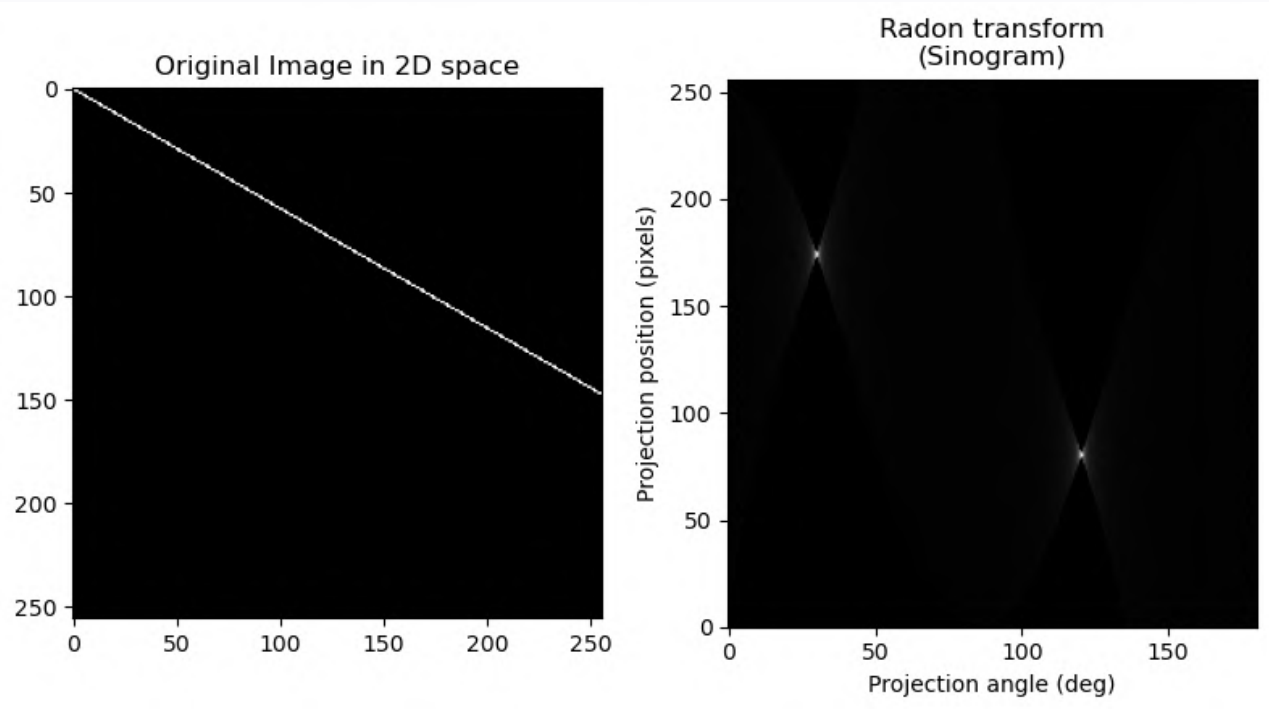 Original Image in 2D space
0
50
100
150
200
250
0 50 100 150 200 250
Radon transform
(Sinogram)
Projection position (pixels)
250
200
150
100
50
0
0 50 100 150
Projection angle (deg)